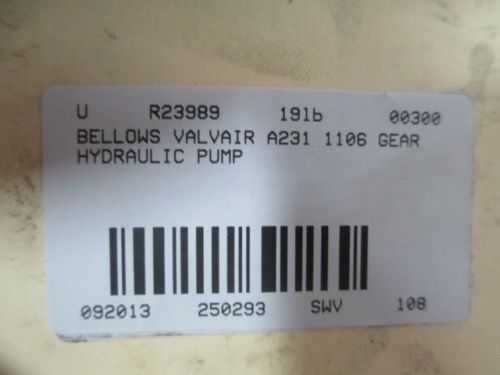 U R23989 19lb 00300
BELLOWS VALVAIR A231 1106 GEAR
HYDRAULIC PUMP
092013 250293 SWV 108